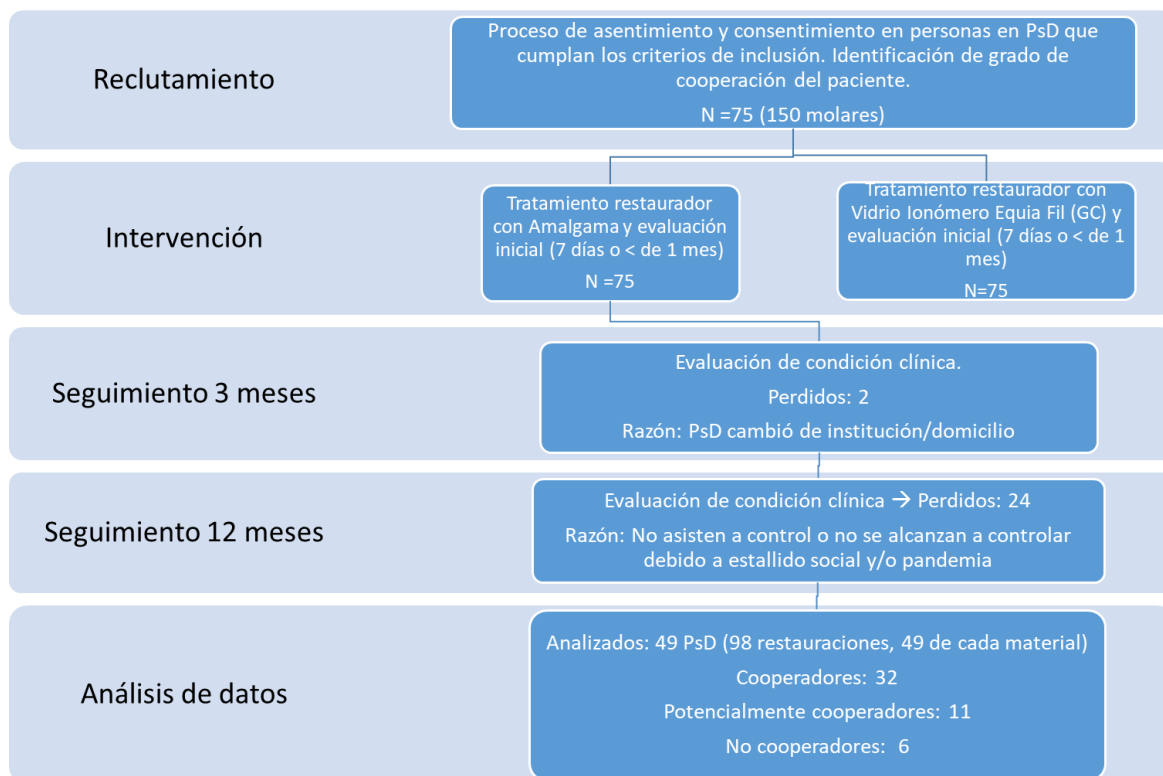 Reclutamiento
Proceso de asentimiento y consentimiento en personas en PsD que
cumplan los criterios de inclusión. Identificación de grado de
cooperación del paciente.
N =75 (150 molares)
Intervención
Tratamiento restaurador
con Amalgama y evaluación
inicial (7 días o < de 1 mes)
N =75
Tratamiento restaurador con
Vidrio Ionómero Equia Fil (GC) y
evaluación inicial (7 días o < de 1
mes)
N=75
Seguimiento 3 meses
Evaluación de condición clínica.
Perdidos: 2
Razón: PsD cambió de institución/domicilio
Seguimiento 12 meses
Evaluación de condición clínica → Perdidos: 24
Razón: No asisten a control o no se alcanzan a controlar
debido a estallido social y/o pandemia
Análisis de datos
Analizados: 49 PsD (98 restauraciones, 49 de cada material)
Cooperadores: 32
Potencialmente cooperadores: 11
No cooperadores: 6